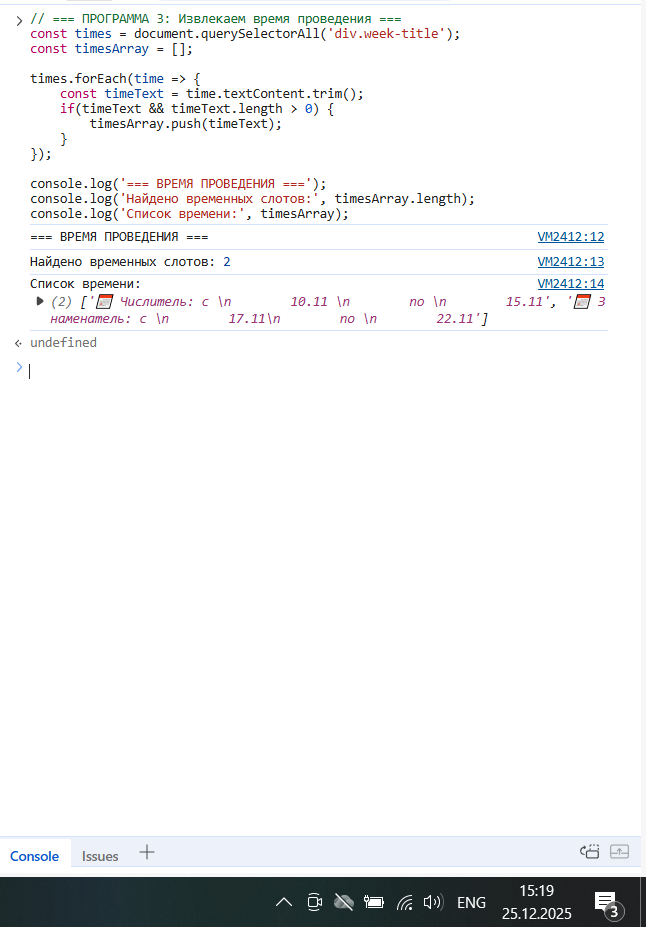 // === ПРОГРАММА 3: Извлекаем время проведения ===
const times = document.querySelectorAll('div.week-title');
const timesArray = [];
times.forEach(time => {
const timeText = time.textContent.trim();
if(timeText && timeText.length > 0) {
timesArray.push(timeText);
}
});
console.log('=== ВРЕМЯ ПРОВЕДЕНИЯ ===');
console.log('Найдено временных слотов:', timesArray.length);
console.log('Список времени:', timesArray);
=== ВРЕМЯ ПРОВЕДЕНИЯ === VM2412:12
Найдено временных слотов: 2 VM2412:13
Список времени: VM2412:14
(2) ['📅 Числитель: с \n 10.11 \n по \n 15.11', '📅 З
наменатель: с \n 17.11\n по \n 22.11']
undefined
Console Issues
ENG 15:19
25.12.2025 3